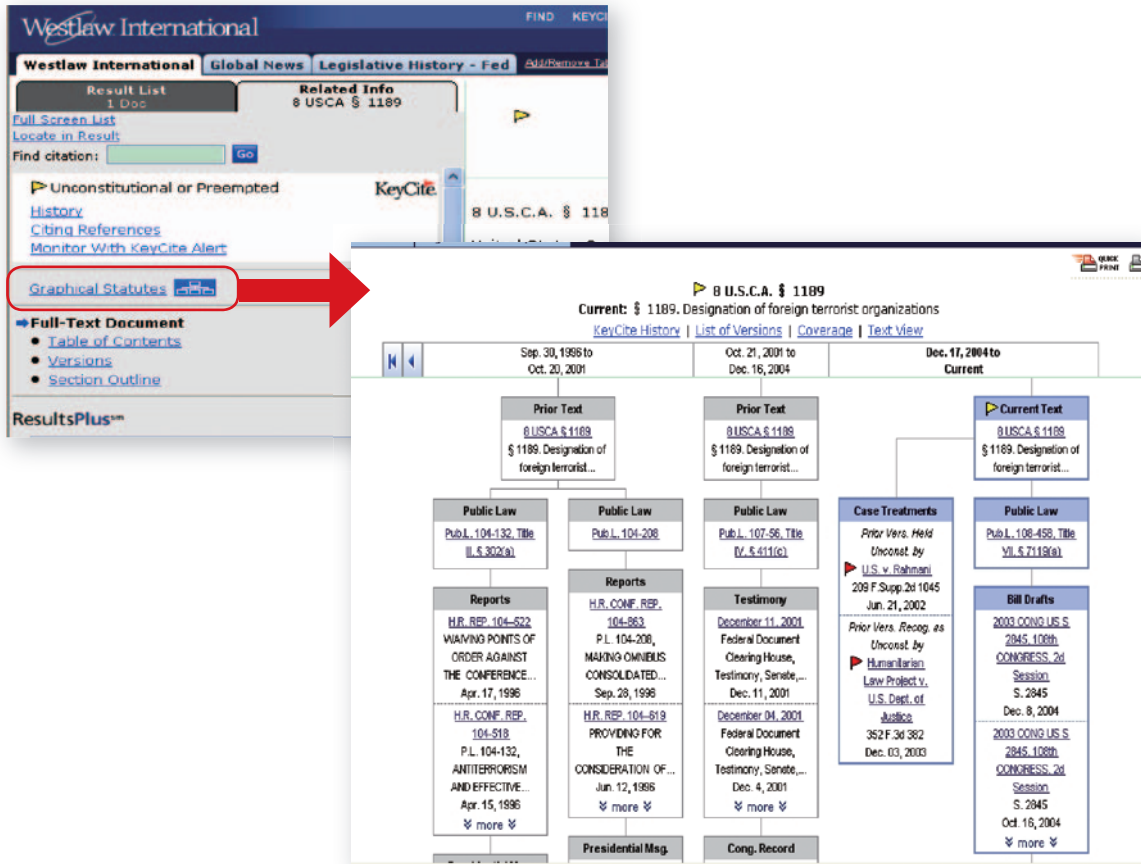 Westlaw International
FIND KEYCI
Westlaw International Global News Legislative History - Fed Add/Remove Tab
Result List
1 Doc
Related Info
8 USCA § 1189
Full Screen List
Locate in Result
Find citation: Go
Unconstitutional or Preempted
KeyCite
History
Citing References
Monitor With KeyCite Alert
Graphical Statutes
Full-Text Document
Table of Contents
Versions
Section Outline
ResultsPlus℠
8 U.S.C.A. § 118
QUICK
PRINT
8 U.S.C.A. § 1189
Current: § 1189. Designation of foreign terrorist organizations
KeyCite History | List of Versions | Coverage | Text View
Sep. 30, 1996 to
Oct. 20, 2001
Oct. 21, 2001 to
Dec. 16, 2004
Dec. 17, 2004 to
Current
Prior Text
8 USCA § 1189
§ 1189. Designation of
foreign terrorist...
Prior Text
8 USCA § 1189
§ 1189. Designation of
foreign terrorist...
Current Text
8 USCA § 1189
§ 1189. Designation of
foreign terrorist...
Public Law
Pub.L. 104-132, Title
II, § 302(a)
Public Law
Pub.L. 104-208
Public Law
Pub.L. 107-56, Title
IV, § 411(c)
Case Treatments
Prior Vers. Held
Unconst. by
U.S. v. Rahmani
209 F.Supp.2d 1045
Jun. 21, 2002
Prior Vers. Recog. as
Unconst. by
Humanitarian
Law Project v.
U.S. Dept. of
Justice
352 F.3d 382
Dec. 03, 2003
Public Law
Pub.L. 108-458, Title
VII, § 7119(a)
Reports
H.R. REP. 104-522
WAIVING POINTS OF
ORDER AGAINST
THE CONFERENCE...
Apr. 17, 1996
H.R. CONF. REP.
104-518
P.L. 104-132,
ANTITERRORISM
AND EFFECTIVE...
Apr. 15, 1996
more
Reports
H.R. CONF. REP.
104-863
P.L. 104-208,
MAKING OMNIBUS
CONSOLIDATED...
Sep. 28, 1996
H.R. REP. 104-619
PROVIDING FOR
THE
CONSIDERATION OF...
Jun. 12, 1996
more
Testimony
December 11, 2001
Federal Document
Clearing House,
Testimony, Senate,...
Dec. 11, 2001
December 04, 2001
Federal Document
Clearing House,
Testimony, Senate,...
Dec. 4, 2001
more
Bill Drafts
2003 CONG US S
2845, 108th
CONGRESS, 2d
Session
S. 2845
Dec. 8, 2004
2003 CONG US S
2845, 108th
CONGRESS, 2d
Session
S. 2845
Oct. 16, 2004
more
Presidential Msg.
Cong. Record